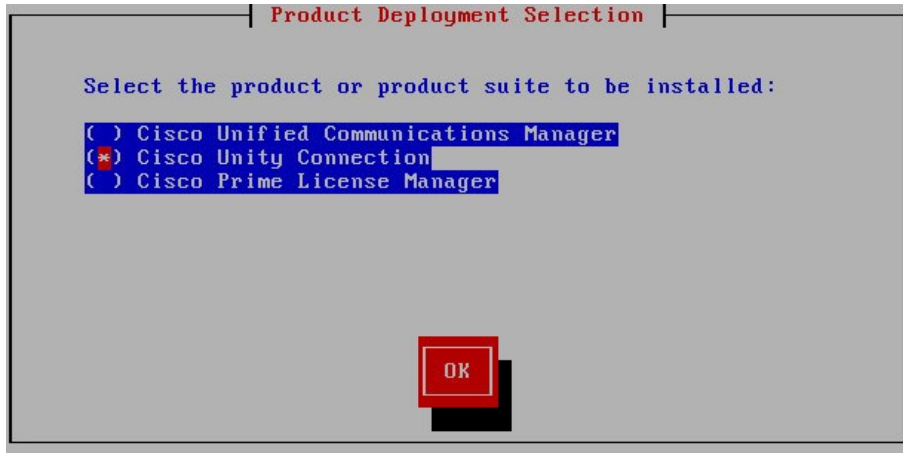 Product Deployment Selection
Select the product or product suite to be installed:
( ) Cisco Unified Communications Manager
(*) Cisco Unity Connection
( ) Cisco Prime License Manager
OK